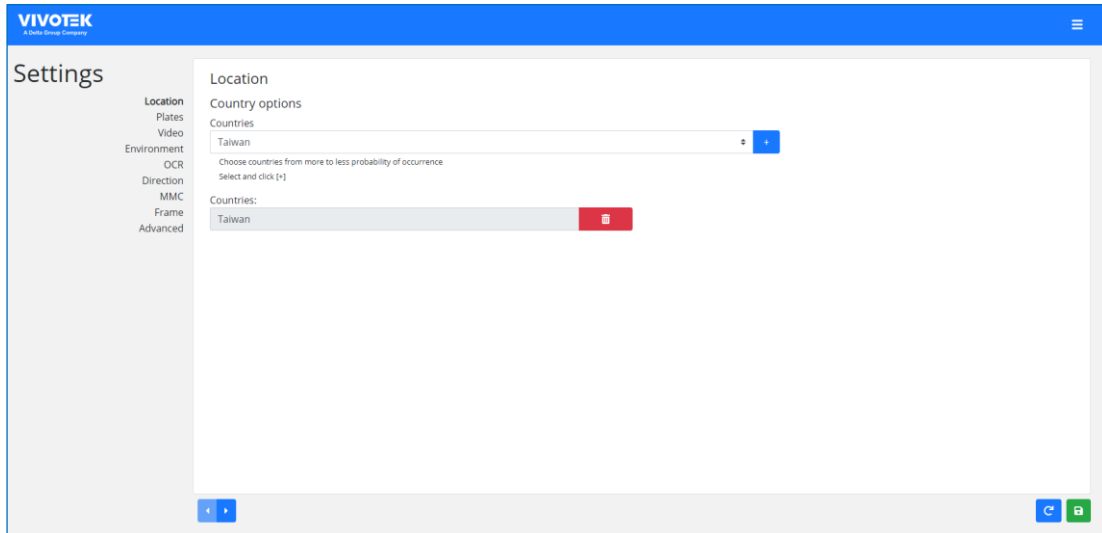 VIVOTEK
A Delta Group Company
Settings
Location
Plates
Video
Environment
OCR
Direction
MMC
Frame
Advanced
Location
Country options
Countries
Taiwan
+
Choose countries from more to less probability of occurrence
Select and click [+]
Countries:
Taiwan